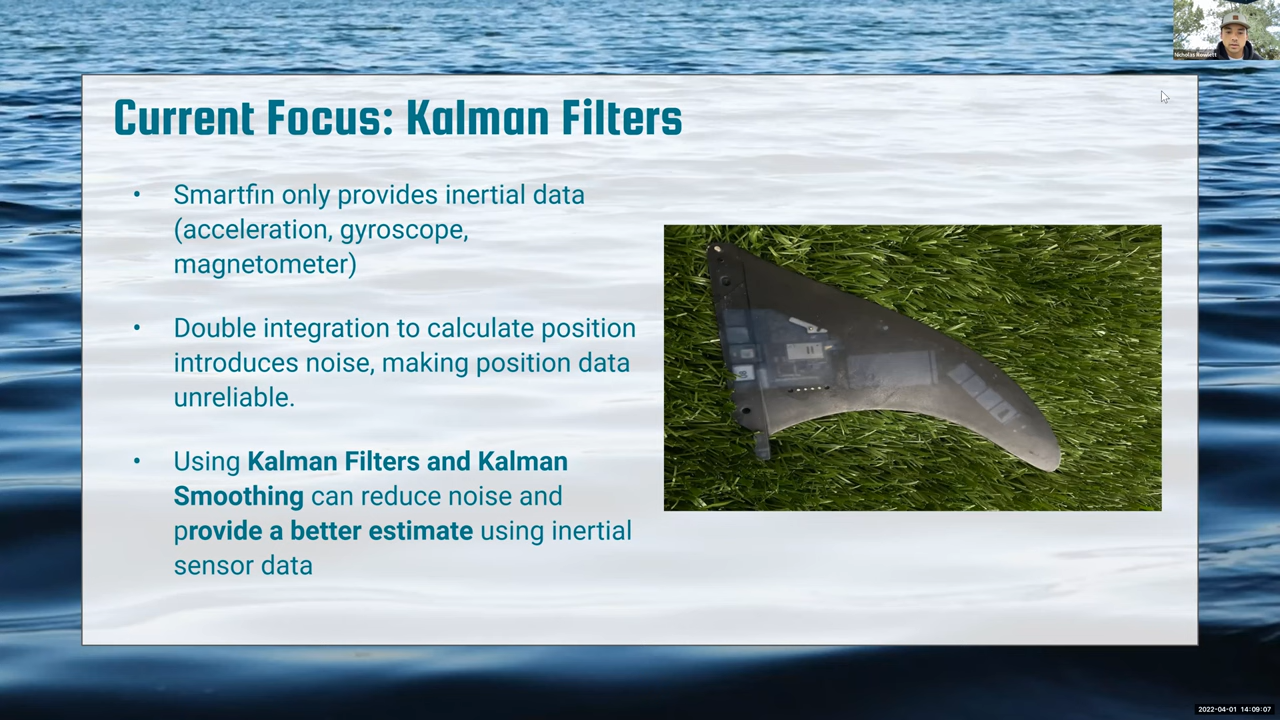 Nicholas Rowlett
Current Focus: Kalman Filters
• Smartfin only provides inertial data
(acceleration, gyroscope,
magnetometer)
• Double integration to calculate position
introduces noise, making position data
unreliable.
• Using Kalman Filters and Kalman
Smoothing can reduce noise and
provide a better estimate using inertial
sensor data
2022-04-01 14:09:07